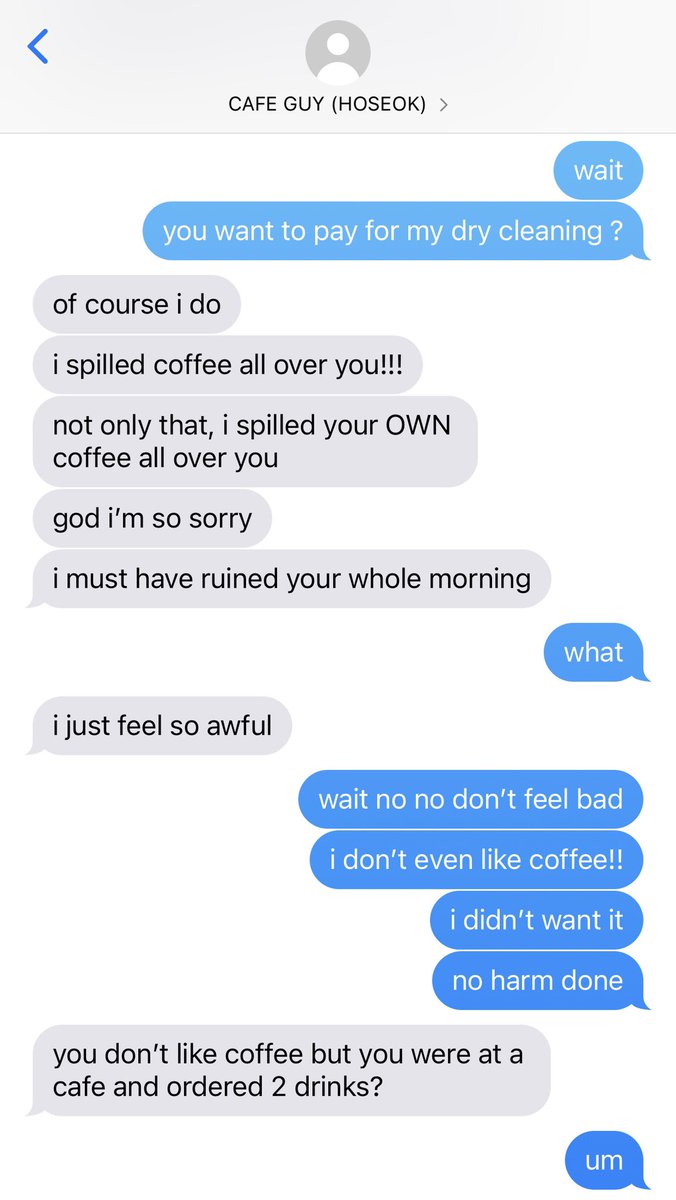 CAFE GUY (HOSEOK)
wait
you want to pay for my dry cleaning ?
of course i do
i spilled coffee all over you!!!
not only that, i spilled your OWN
coffee all over you
god i’m so sorry
i must have ruined your whole morning
what
i just feel so awful
wait no no don’t feel bad
i don’t even like coffee!!
i didn’t want it
no harm done
you don’t like coffee but you were at a
cafe and ordered 2 drinks?
um